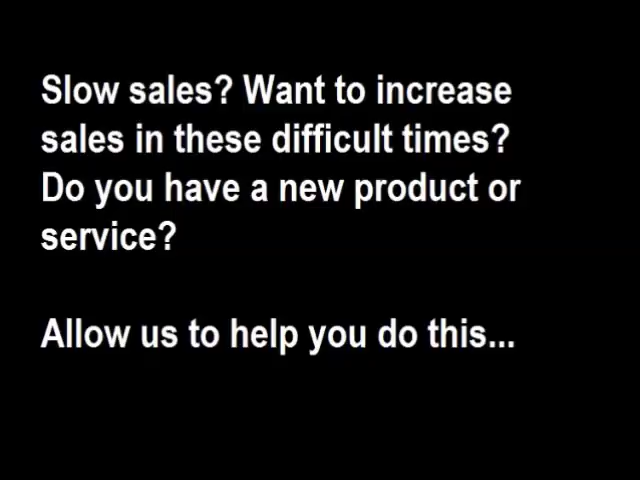 Slow sales? Want to increase
sales in these difficult times?
Do you have a new product or
service?
Allow us to help you do this...